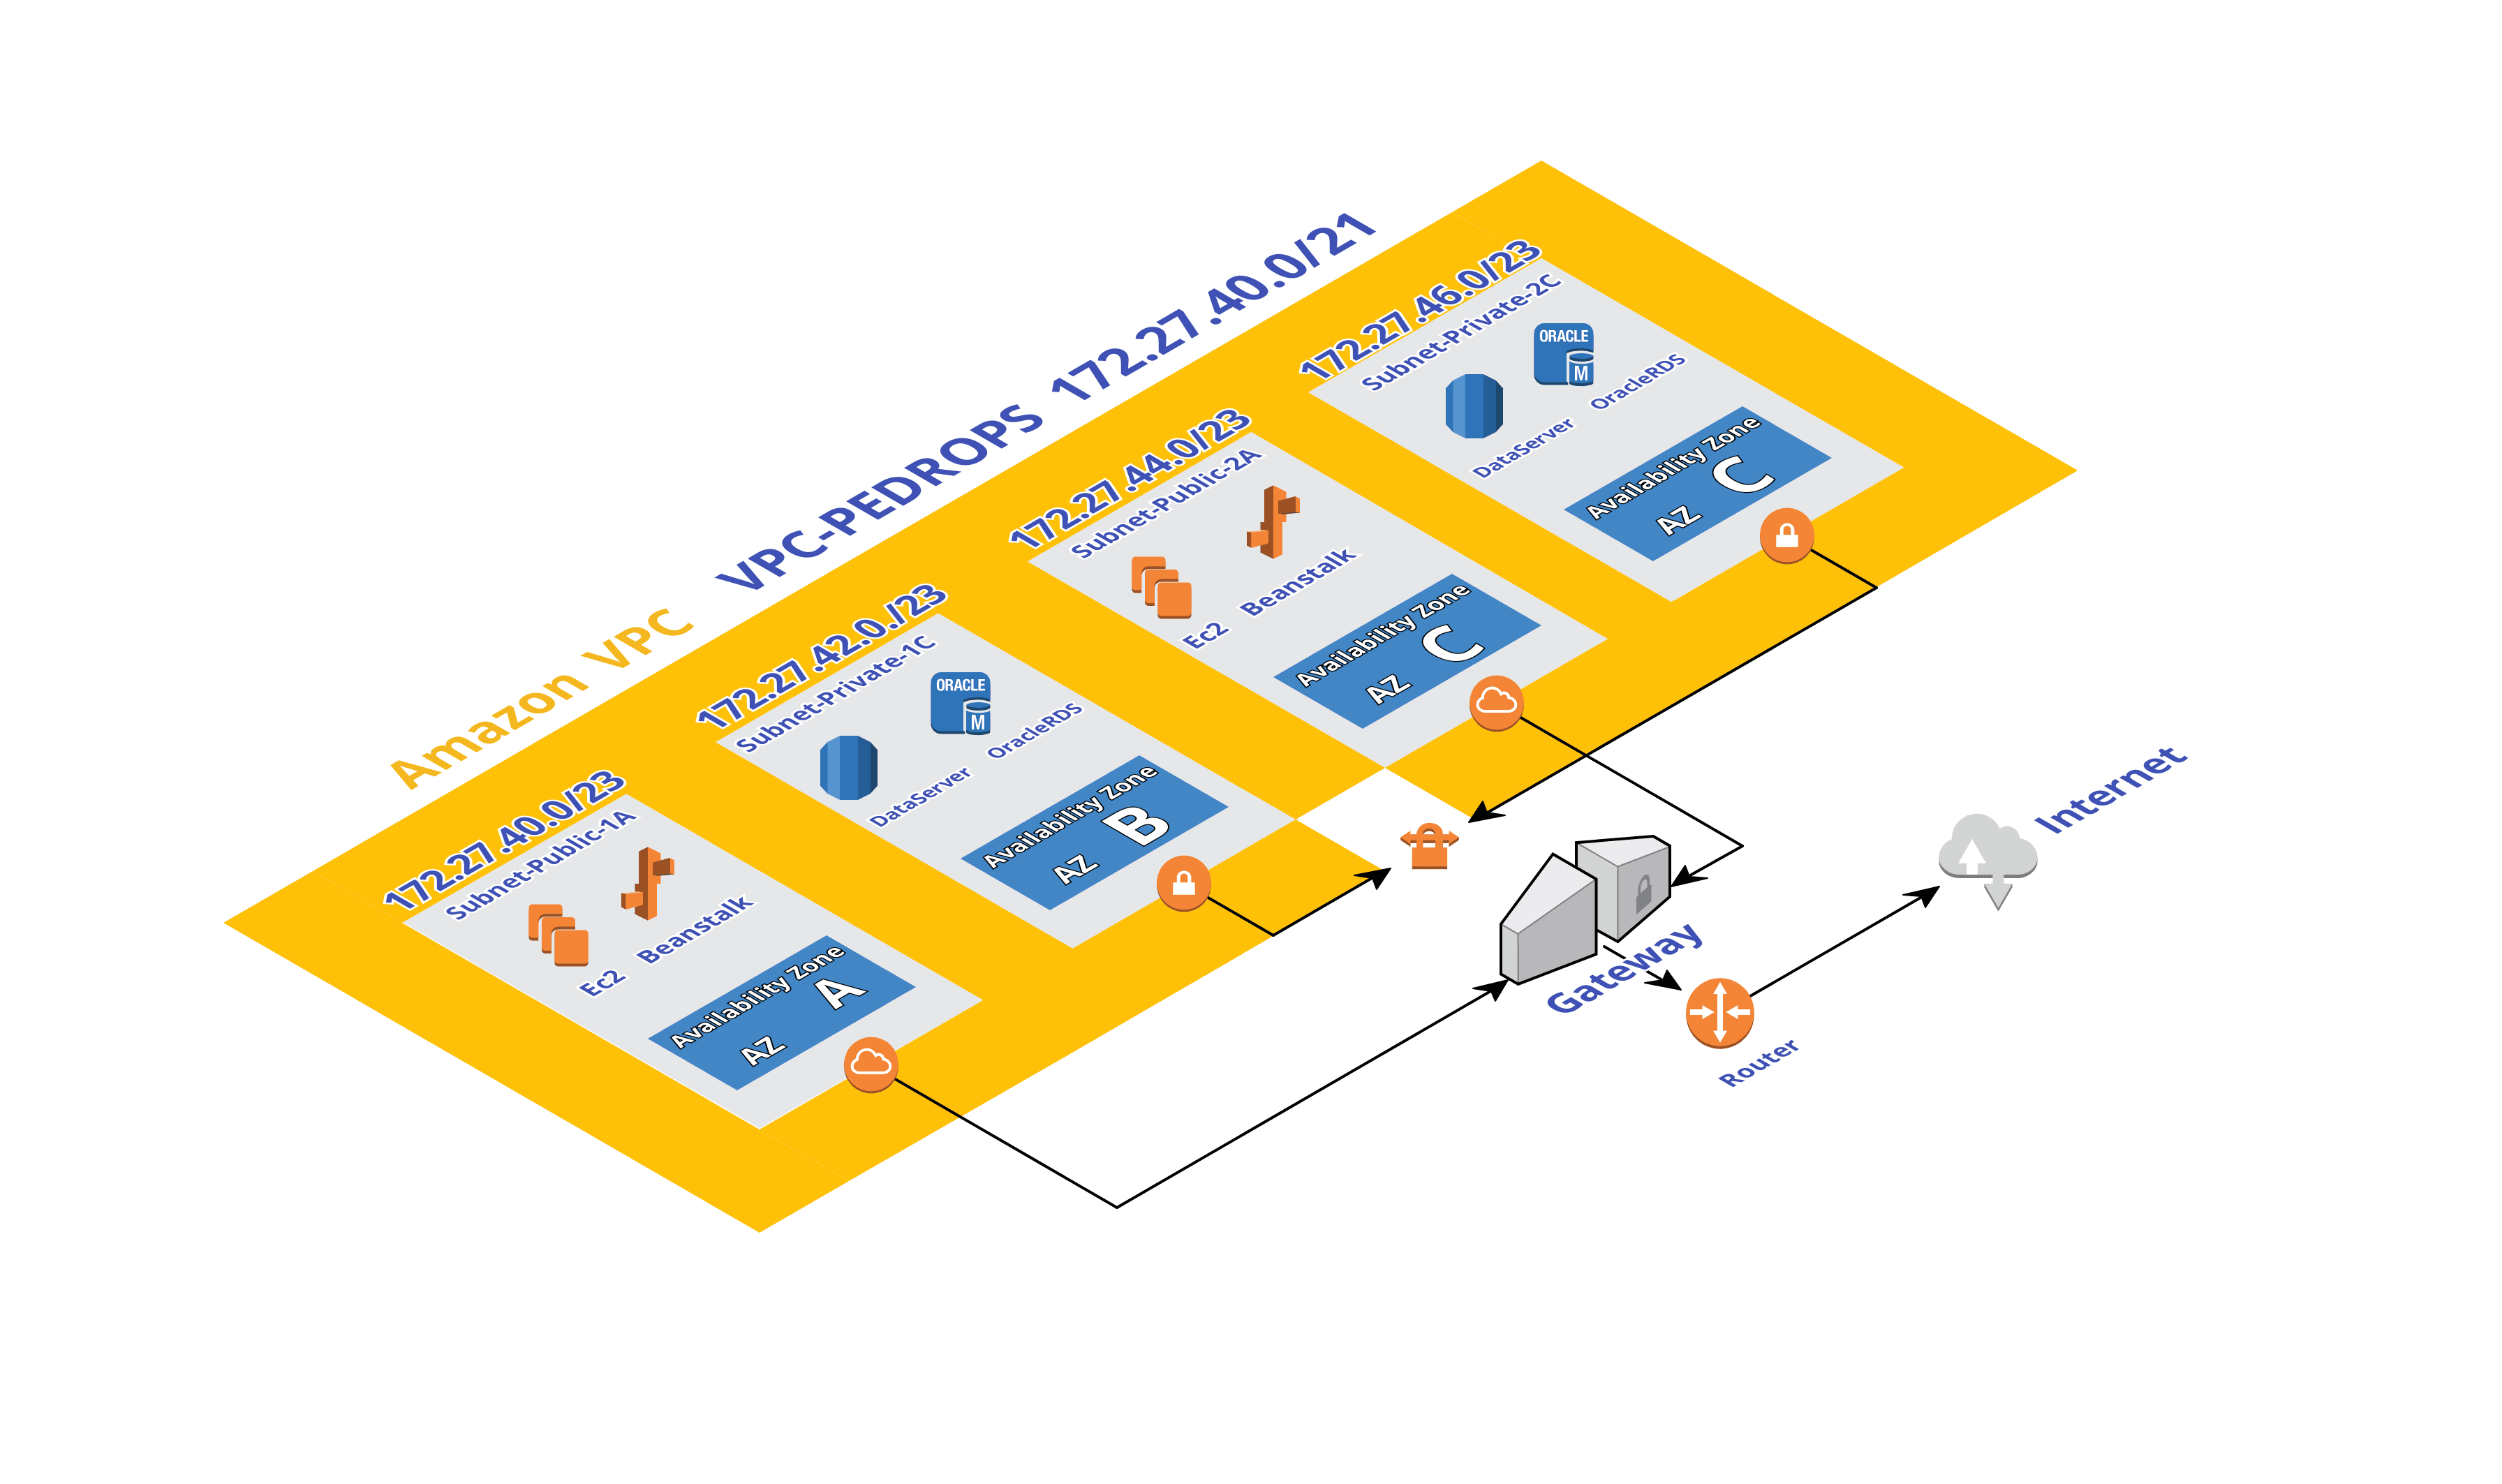 Amazon VPC VPC-PEDROPS 172.27.40.0/21
172.27.40.0/23
Subnet-Public-1A
Ec2
Beanstalk
Availability Zone
AZ A
172.27.42.0./23
Subnet-Private-1C
ORACLE
M
DataServer
OracleRDS
Availability Zone
AZ B
172.27.44.0/23
Subnet-Public-2A
Ec2
Beanstalk
Availability Zone
AZ C
172.27.46.0/23
Subnet-Private-2C
ORACLE
M
DataServer
OracleRDS
Availability Zone
AZ C
Gateway
Router
Internet